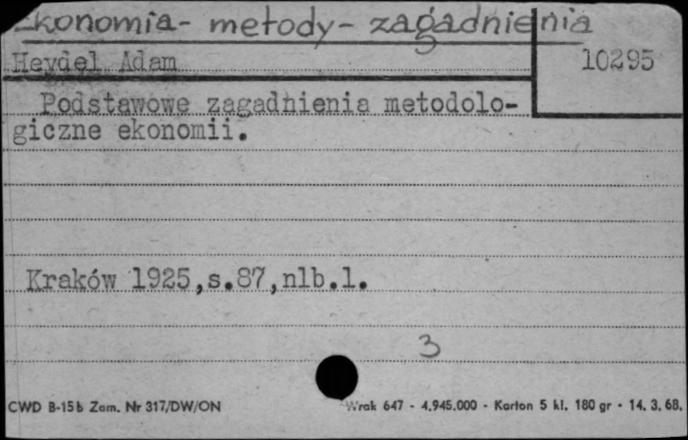 Ekonomia - metody - zagadnienia
Heydel Adam
10295
Podstawowe zagadnienia metodolo-
giczne ekonomii.
Kraków 1925,s.87,nlb.1.
3
CWD B-15b Zam. Nr 317/DW/ON
Wrak 647 - 4.945.000 - Karton 5 kl. 180 gr - 14. 3. 68.